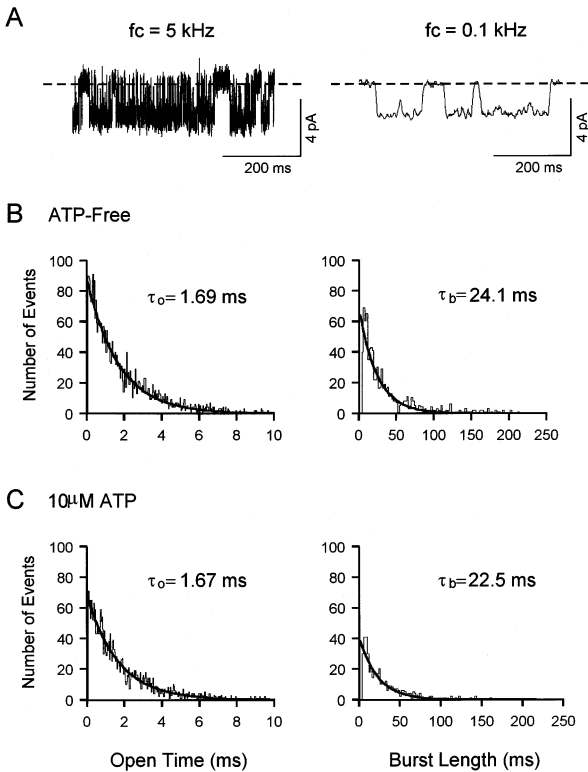 A
fc = 5 kHz
fc = 0.1 kHz
4 pA
200 ms
4 pA
200 ms
B ATP-Free
Number of Events
100
80
60
40
20
0
τo= 1.69 ms
0 2 4 6 8 10
100
80
60
40
20
0
τb= 24.1 ms
0 50 100 150 200 250
C 10μM ATP
Number of Events
100
80
60
40
20
0
τo= 1.67 ms
0 2 4 6 8 10
Open Time (ms)
100
80
60
40
20
0
τb= 22.5 ms
0 50 100 150 200 250
Burst Length (ms)